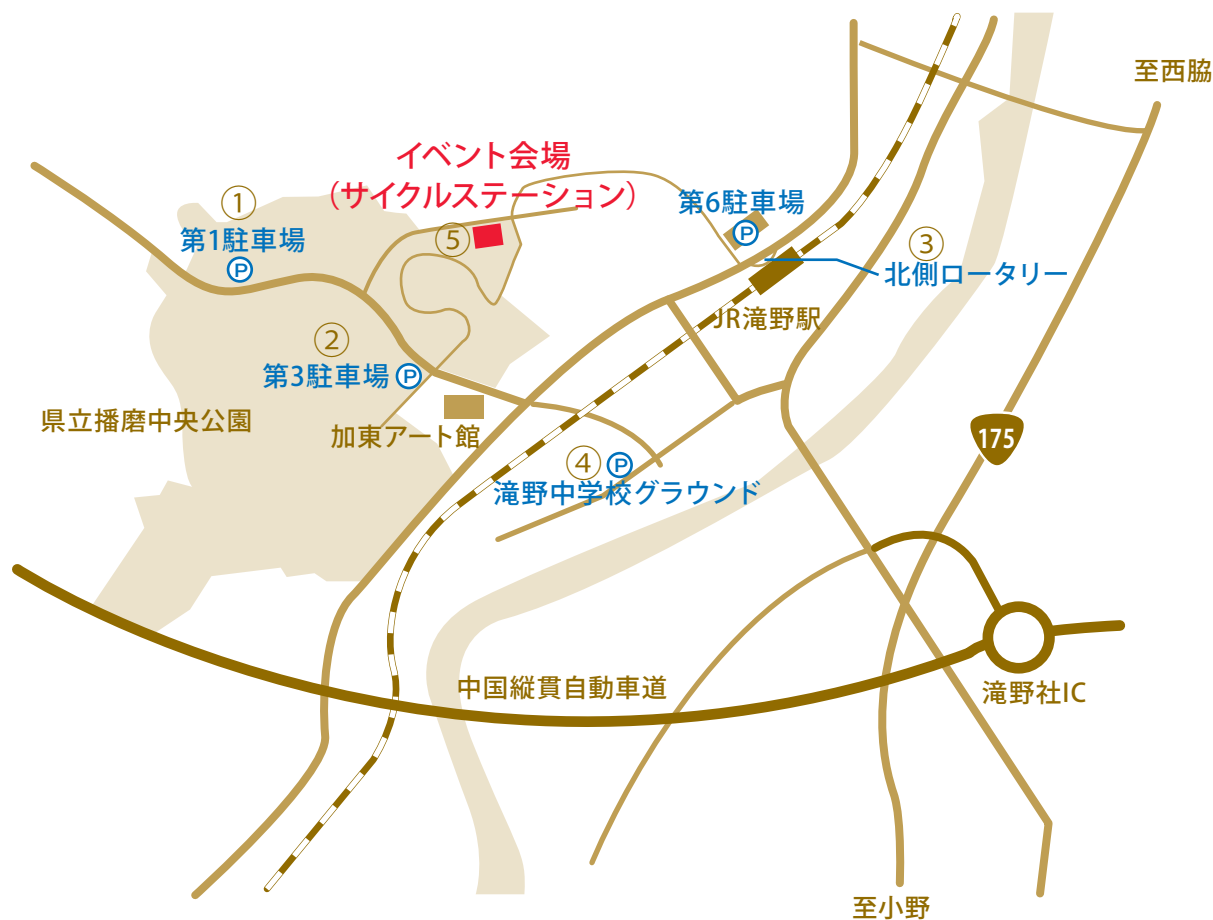 至西脇
イベント会場
（サイクルステーション）
①
第1駐車場
P
⑤
第6駐車場
P
③
北側ロータリー
JR滝野駅
②
第3駐車場 P
県立播磨中央公園
加東アート館
175
④ P
滝野中学校グラウンド
中国縦貫自動車道
滝野社IC
至小野